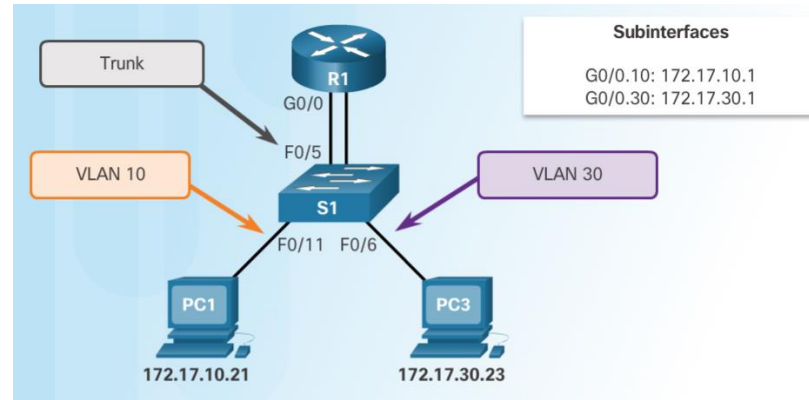 Subinterfaces
G0/0.10: 172.17.10.1
G0/0.30: 172.17.30.1
Trunk
R1
G0/0
F0/5
VLAN 10
VLAN 30
S1
F0/11 F0/6
PC1
PC3
172.17.10.21
172.17.30.23